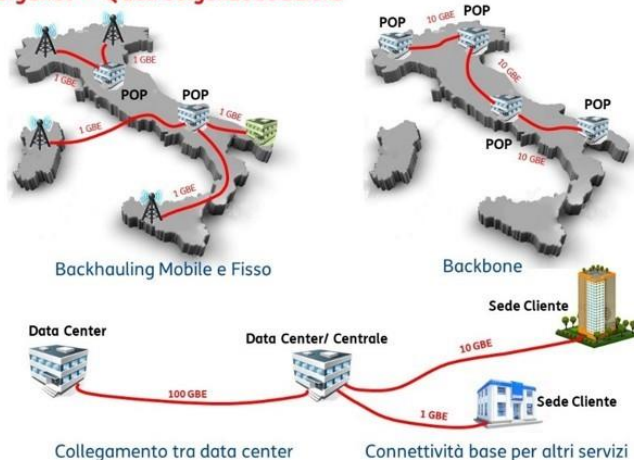 POP
POP
10 GBE
1 GBE
1 GBE
10 GBE
POP
POP
POP
1 GBE
1 GBE
POP
10 GBE
1 GBE
Backhauling Mobile e Fisso
Backbone
Sede Cliente
Data Center
Data Center/ Centrale
10 GBE
100 GBE
Sede Cliente
1 GBE
Collegamento tra data center
Connettività base per altri servizi